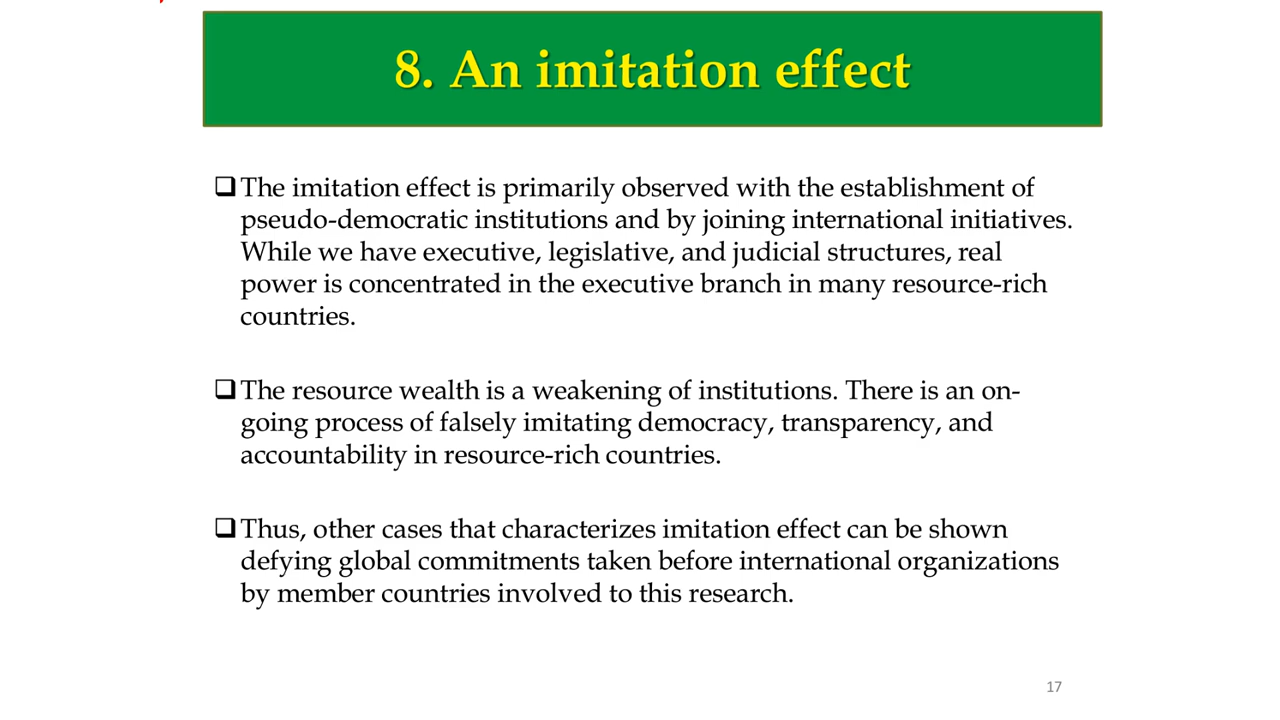 8. An imitation effect
❑The imitation effect is primarily observed with the establishment of
pseudo-democratic institutions and by joining international initiatives.
While we have executive, legislative, and judicial structures, real
power is concentrated in the executive branch in many resource-rich
countries.
❑The resource wealth is a weakening of institutions. There is an on-
going process of falsely imitating democracy, transparency, and
accountability in resource-rich countries.
❑Thus, other cases that characterizes imitation effect can be shown
defying global commitments taken before international organizations
by member countries involved to this research.
17